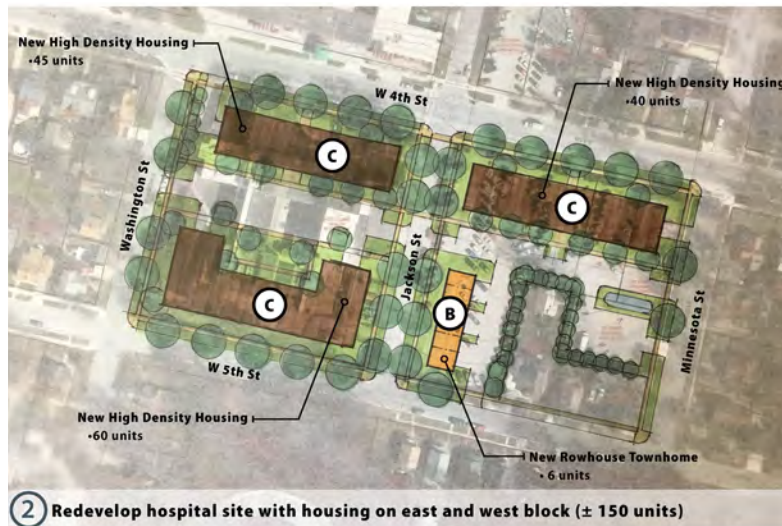 New High Density Housing
•45 units
W 4th St
New High Density Housing
•40 units
C
C
Washington St
Jackson St
Minnesota St
C
B
W 5th St
New High Density Housing
•60 units
New Rowhouse Townhome
• 6 units
2 Redevelop hospital site with housing on east and west block (± 150 units)